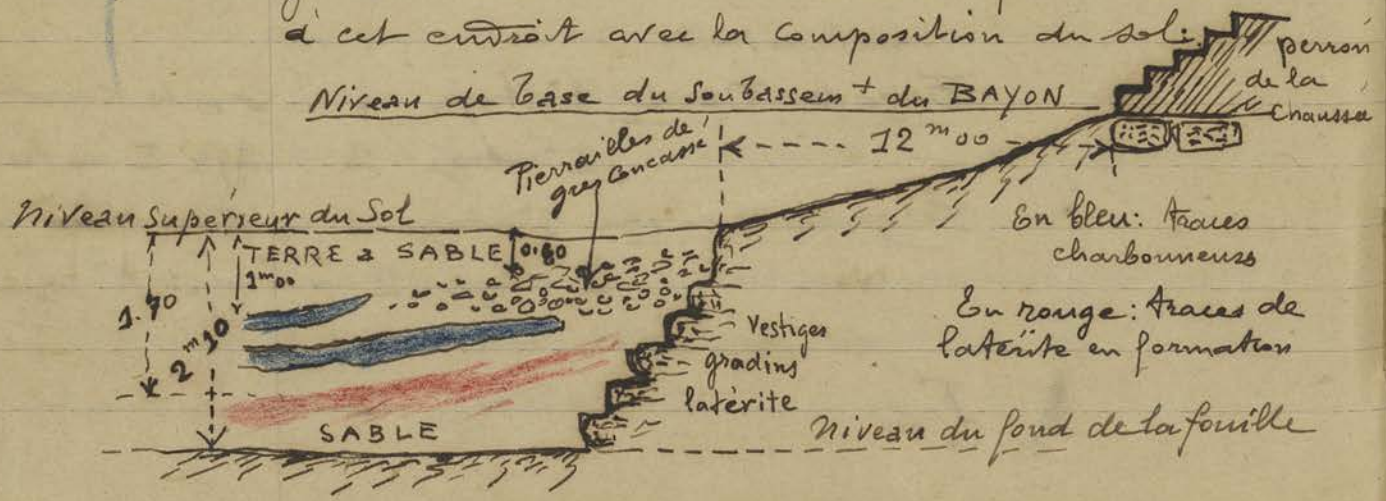 à cet endroit avec la composition du sol:
perron
de la
Chaussée
Niveau de base du Soubassemt du BAYON
12 m 00
Pierrailles de
grès concassé
Niveau Supérieur du Sol
TERRE & SABLE
0.60
1m00
1.70
2m10
En bleu: traces
charbonneuses
En rouge: traces de
latérite en formation
Vestiges
gradins
latérite
SABLE
Niveau du fond de la fouille